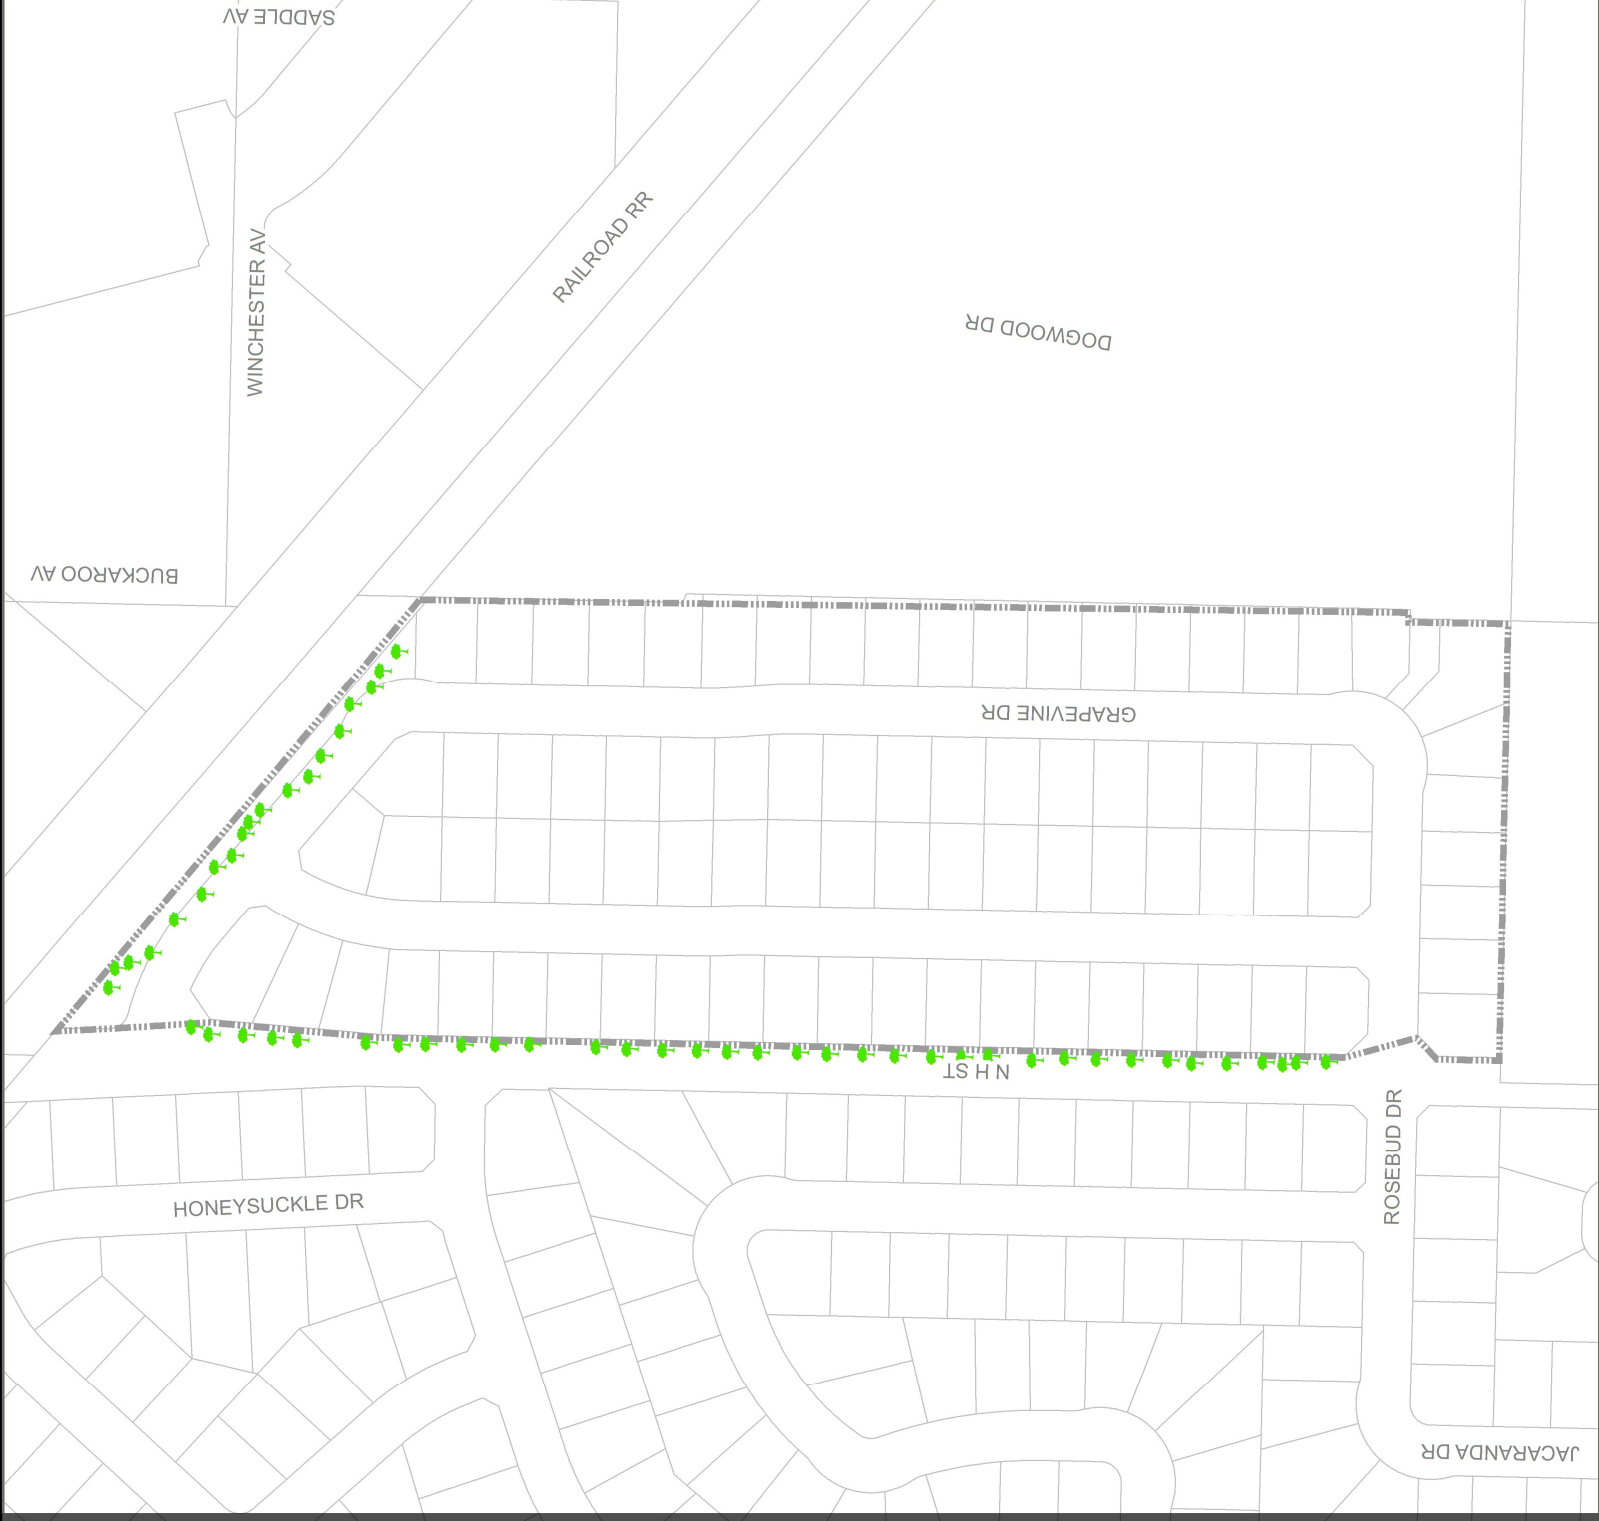 SADDLE AV
RAILROAD RR
WINCHESTER AV
DOGWOOD DR
BUCKAROO AV
GRAPEVINE DR
N H ST
ROSEBUD DR
HONEYSUCKLE DR
JACARANDA DR